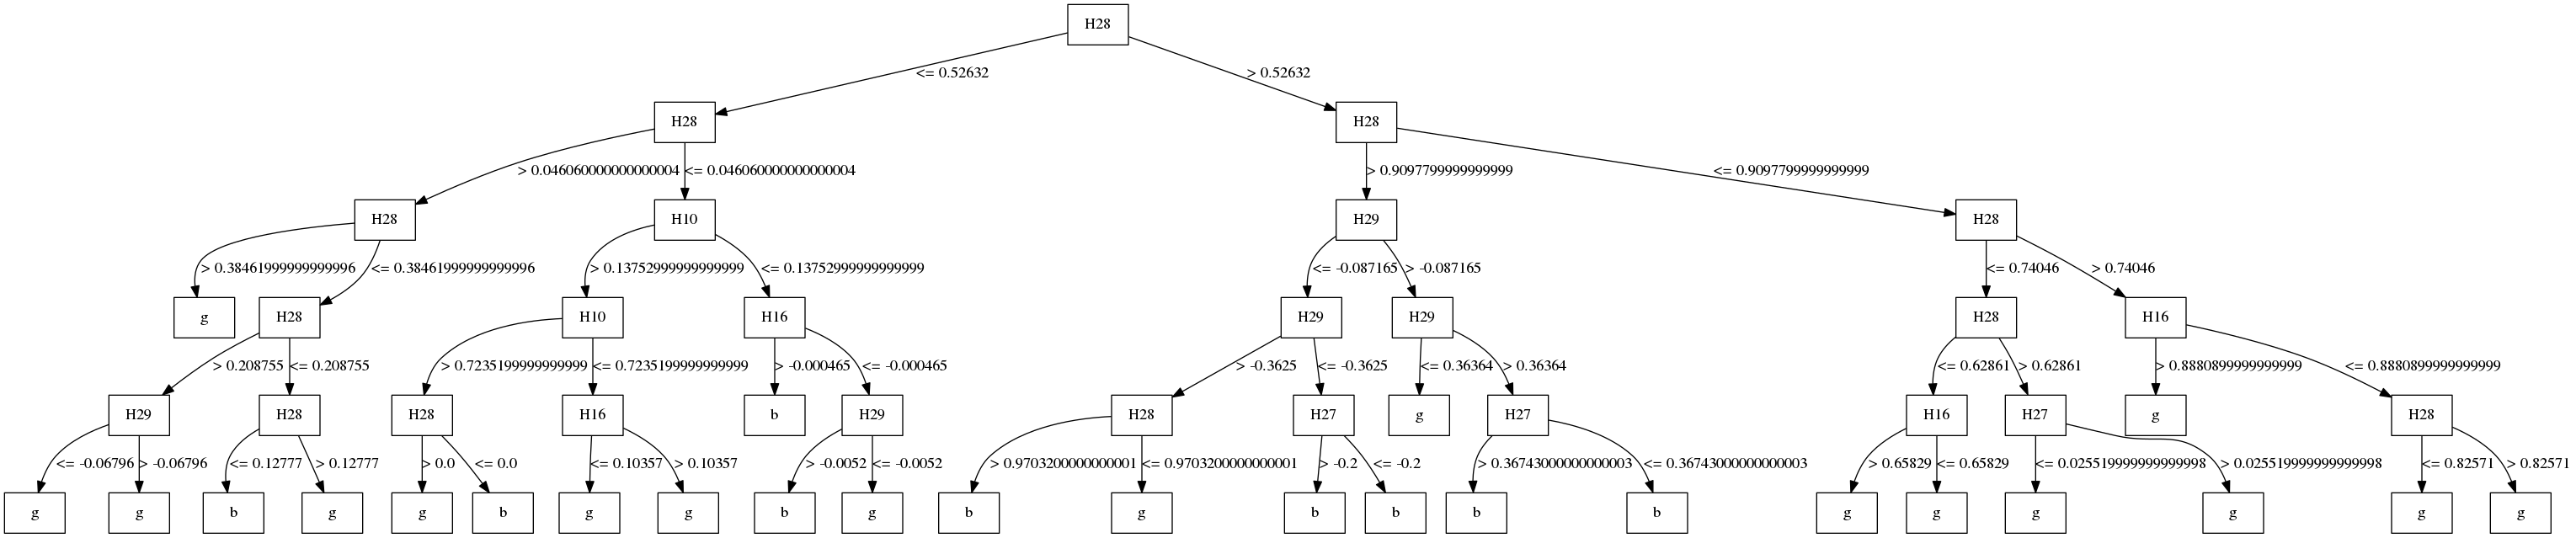 H28
<= 0.52632 > 0.52632
H28 H28
> 0.046060000000000004 <= 0.046060000000000004 > 0.9097799999999999 <= 0.9097799999999999
H28 H10 H29 H28
> 0.38461999999999996 <= 0.38461999999999996 > 0.13752999999999999 <= 0.13752999999999999 <= -0.087165 > -0.087165 <= 0.74046 > 0.74046
g H28 H10 H16 H29 H29 H28 H16
> 0.208755 <= 0.208755 > 0.7235199999999999 <= 0.7235199999999999 > -0.000465 <= -0.000465 > -0.3625 <= -0.3625 <= 0.36364 > 0.36364 <= 0.62861 > 0.62861 > 0.8880899999999999 <= 0.8880899999999999
H29 H28 H28 H16 b H29 H28 H27 g H27 H16 H27 g H28
<= -0.06796 > -0.06796 <= 0.12777 > 0.12777 > 0.0 <= 0.0 <= 0.10357 > 0.10357 > -0.0052 <= -0.0052 > 0.9703200000000001 <= 0.9703200000000001 > -0.2 <= -0.2 > 0.367430000000000003 <= 0.367430000000000003 > 0.65829 <= 0.65829 <= 0.025519999999999998 > 0.025519999999999998 <= 0.82571 > 0.82571
g g b g g b g g b g b g b b b b g g g g g g